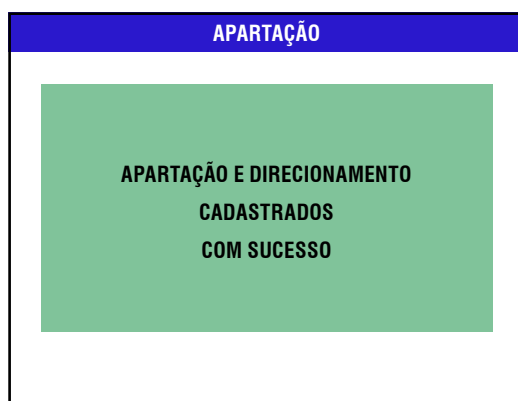 APARTAÇÃO
APARTAÇÃO E DIRECIONAMENTO
CADASTRADOS
COM SUCESSO